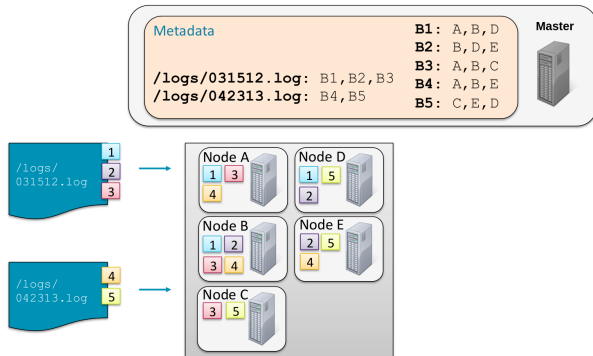 Metadata
Master
B1: A,B,D
B2: B,D,E
B3: A,B,C
B4: A,B,E
B5: C,E,D
/logs/031512.log: B1,B2,B3
/logs/042313.log: B4,B5
/logs/
031512.log
1
2
3
/logs/
042313.log
4
5
Node A
1 3
4
Node D
1 5
2
Node B
1 2
3 4
Node E
2 5
4
Node C
3 5